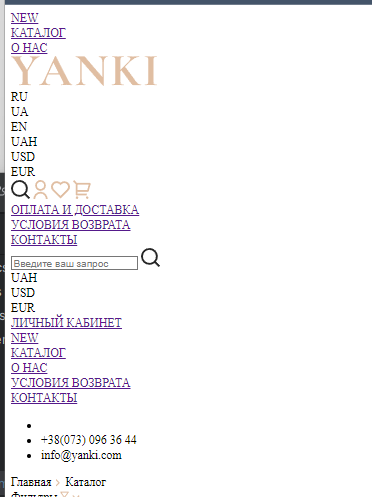 NEW
КАТАЛОГ
О НАС
YANKI
RU
UA
EN
UAH
USD
EUR
ОПЛАТА И ДОСТАВКА
УСЛОВИЯ ВОЗВРАТА
КОНТАКТЫ
Введите ваш запрос
UAH
USD
EUR
ЛИЧНЫЙ КАБИНЕТ
NEW
КАТАЛОГ
О НАС
УСЛОВИЯ ВОЗВРАТА
КОНТАКТЫ
+38(073) 096 36 44
info@yanki.com
Главная > Каталог
Фильтры